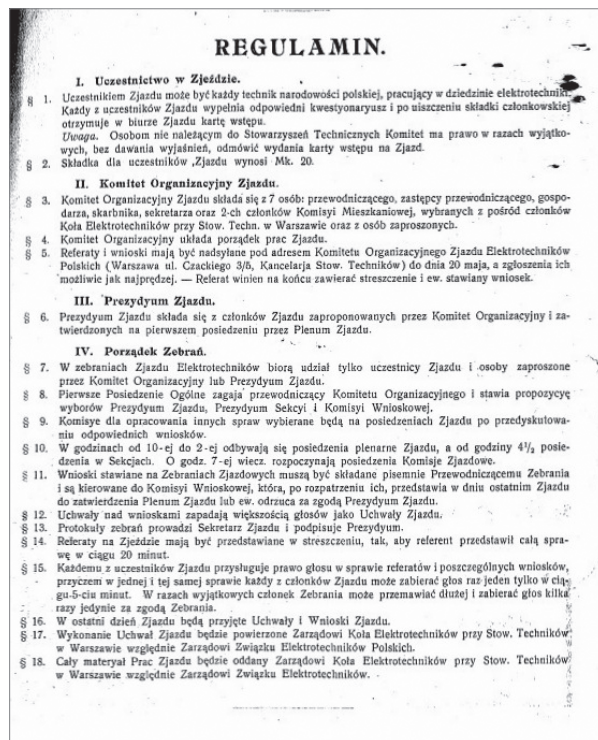 REGULAMIN.
I. Uczestnictwo w Zjeździe.
§ 1. Uczestnikiem Zjazdu może być każdy technik narodowości polskiej, pracujący w dziedzinie elektrotechniki.
Każdy z uczestników Zjazdu wypełnia odpowiedni kwestyonaryusz i po uiszczeniu składki członkowskiej
otrzymuje w biurze Zjazdu kartę wstępu.
Uwaga. Osobom nie należącym do Stowarzyszeń Technicznych Komitet ma prawo w razach wyjątko-
wych, bez dawania wyjaśnień, odmówić wydania karty wstępu na Zjazd.
§ 2. Składka dla uczestników Zjazdu wynosi Mk. 20.
II. Komitet Organizacyjny Zjazdu.
§ 3. Komitet Organizacyjny Zjazdu składa się z 7 osób: przewodniczącego, zastępcy przewodniczącego, gospo-
darza, skarbnika, sekretarza oraz 2-ch członków Komisyi Mieszkaniowej, wybranych z pośród członków
Koła Elektrotechników przy Stow. Techn. w Warszawie oraz z osób zaproszonych.
§ 4. Komitet Organizacyjny układa porządek prac Zjazdu.
§ 5. Referaty i wnioski mają być nadsyłane pod adresem Komitetu Organizacyjnego Zjazdu Elektrotechników
Polskich (Warszawa ul. Czackiego 3/5, Kancelarja Stow. Techników) do dnia 20 maja, a zgłoszenia ich
możliwie jak najprędzej. — Referat winien na końcu zawierać streszczenie i ew. stawiany wniosek.
III. Prezydyum Zjazdu.
§ 6. Prezydyum Zjazdu składa się z członków Zjazdu zaproponowanych przez Komitet Organizacyjny i za-
twierdzonych na pierwszem posiedzeniu przez Plenum Zjazdu.
IV. Porządek Zebrań.
§ 7. W zebraniach Zjazdu Elektrotechników biorą udział tylko uczestnicy Zjazdu i osoby zaproszone
przez Komitet Organizacyjny lub Prezydyum Zjazdu.
§ 8. Pierwsze Posiedzenie Ogólne zagaja przewodniczący Komitetu Organizacyjnego i stawia propozycyę
wyborów Prezydyum Zjazdu, Prezydyum Sekcyi i Komisyi Wnioskowej.
§ 9. Komisye dla opracowania innych spraw wybierane będą na posiedzeniach Zjazdu po przedyskutowa-
niu odpowiednich wniosków.
§ 10. W godzinach od 10-ej do 2-ej odbywają się posiedzenia plenarne Zjazdu, a od godziny 4½ posie-
dzenia w Sekcjach. O godz. 7-ej wiecz. rozpoczynają posiedzenia Komisje Zjazdowe.
§ 11. Wnioski stawiane na Zebraniach Zjazdowych muszą być składane pisemnie Przewodniczącemu Zebrania
i są kierowane do Komisyi Wnioskowej, która, po rozpatrzeniu ich, przedstawia w dniu ostatnim Zjazdu
do zatwierdzenia Plenum Zjazdu lub ew. odrzuca za zgodą Prezydyum Zjazdu.
§ 12. Uchwały nad wnioskami zapadają większością głosów jako Uchwały Zjazdu.
§ 13. Protokuły zebrań prowadzi Sekretarz Zjazdu i podpisuje Prezydyum.
§ 14. Referaty na Zjeździe mają być przedstawiane w streszczeniu, tak, aby referent przedstawił całą spra-
wę w ciągu 20 minut.
§ 15. Każdemu z uczestników Zjazdu przysługuje prawo głosu w sprawie referatów i poszczególnych wniosków,
przyczem w jednej i tej samej sprawie każdy z członków Zjazdu może zabierać głos raz jeden tylko w cią-
gu 5-ciu minut. W razach wyjątkowych członek Zebrania może przemawiać dłużej i zabierać głos kilka
razy jedynie za zgodą Zebrania.
§ 16. W ostatni dzień Zjazdu będą przyjęte Uchwały i Wnioski Zjazdu.
§ 17. Wykonanie Uchwał Zjazdu będzie powierzone Zarządowi Koła Elektrotechników przy Stow. Techników
w Warszawie względnie Zarządowi Związku Elektrotechników Polskich.
§ 18. Cały materyał Prac Zjazdu będzie oddany Zarządowi Koła Elektrotechników przy Stow. Techników
w Warszawie względnie Zarządowi Związku Elektrotechników.